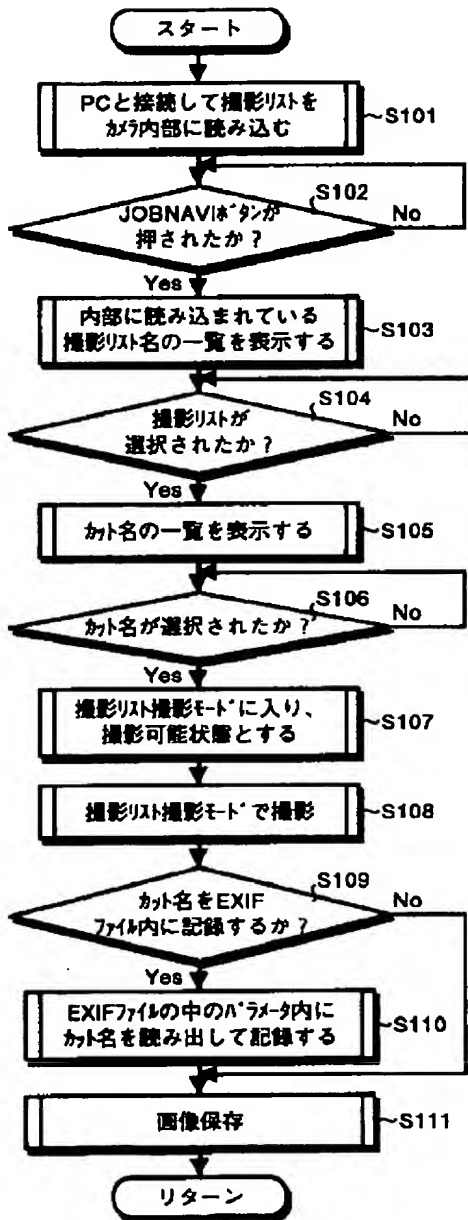 スタート
PCと接続して撮影リストを
カメラ内部に読み込む
S101
S102
JOBNAVIボタンが
押されたか?
No
Yes
内部に読み込まれている
撮影リスト名の一覧を表示する
S103
S104
撮影リストが
選択されたか?
No
Yes
カット名の一覧を表示する
S105
S106
カット名が選択されたか?
No
Yes
撮影リスト撮影モードに入り、
撮影可能状態とする
S107
撮影リスト撮影モードで撮影
S108
S109
カット名をEXIF
ファイル内に記録するか?
No
Yes
EXIFファイルの中のパラメータ内に
カット名を読み出して記録する
S110
画像保存
S111
リターン